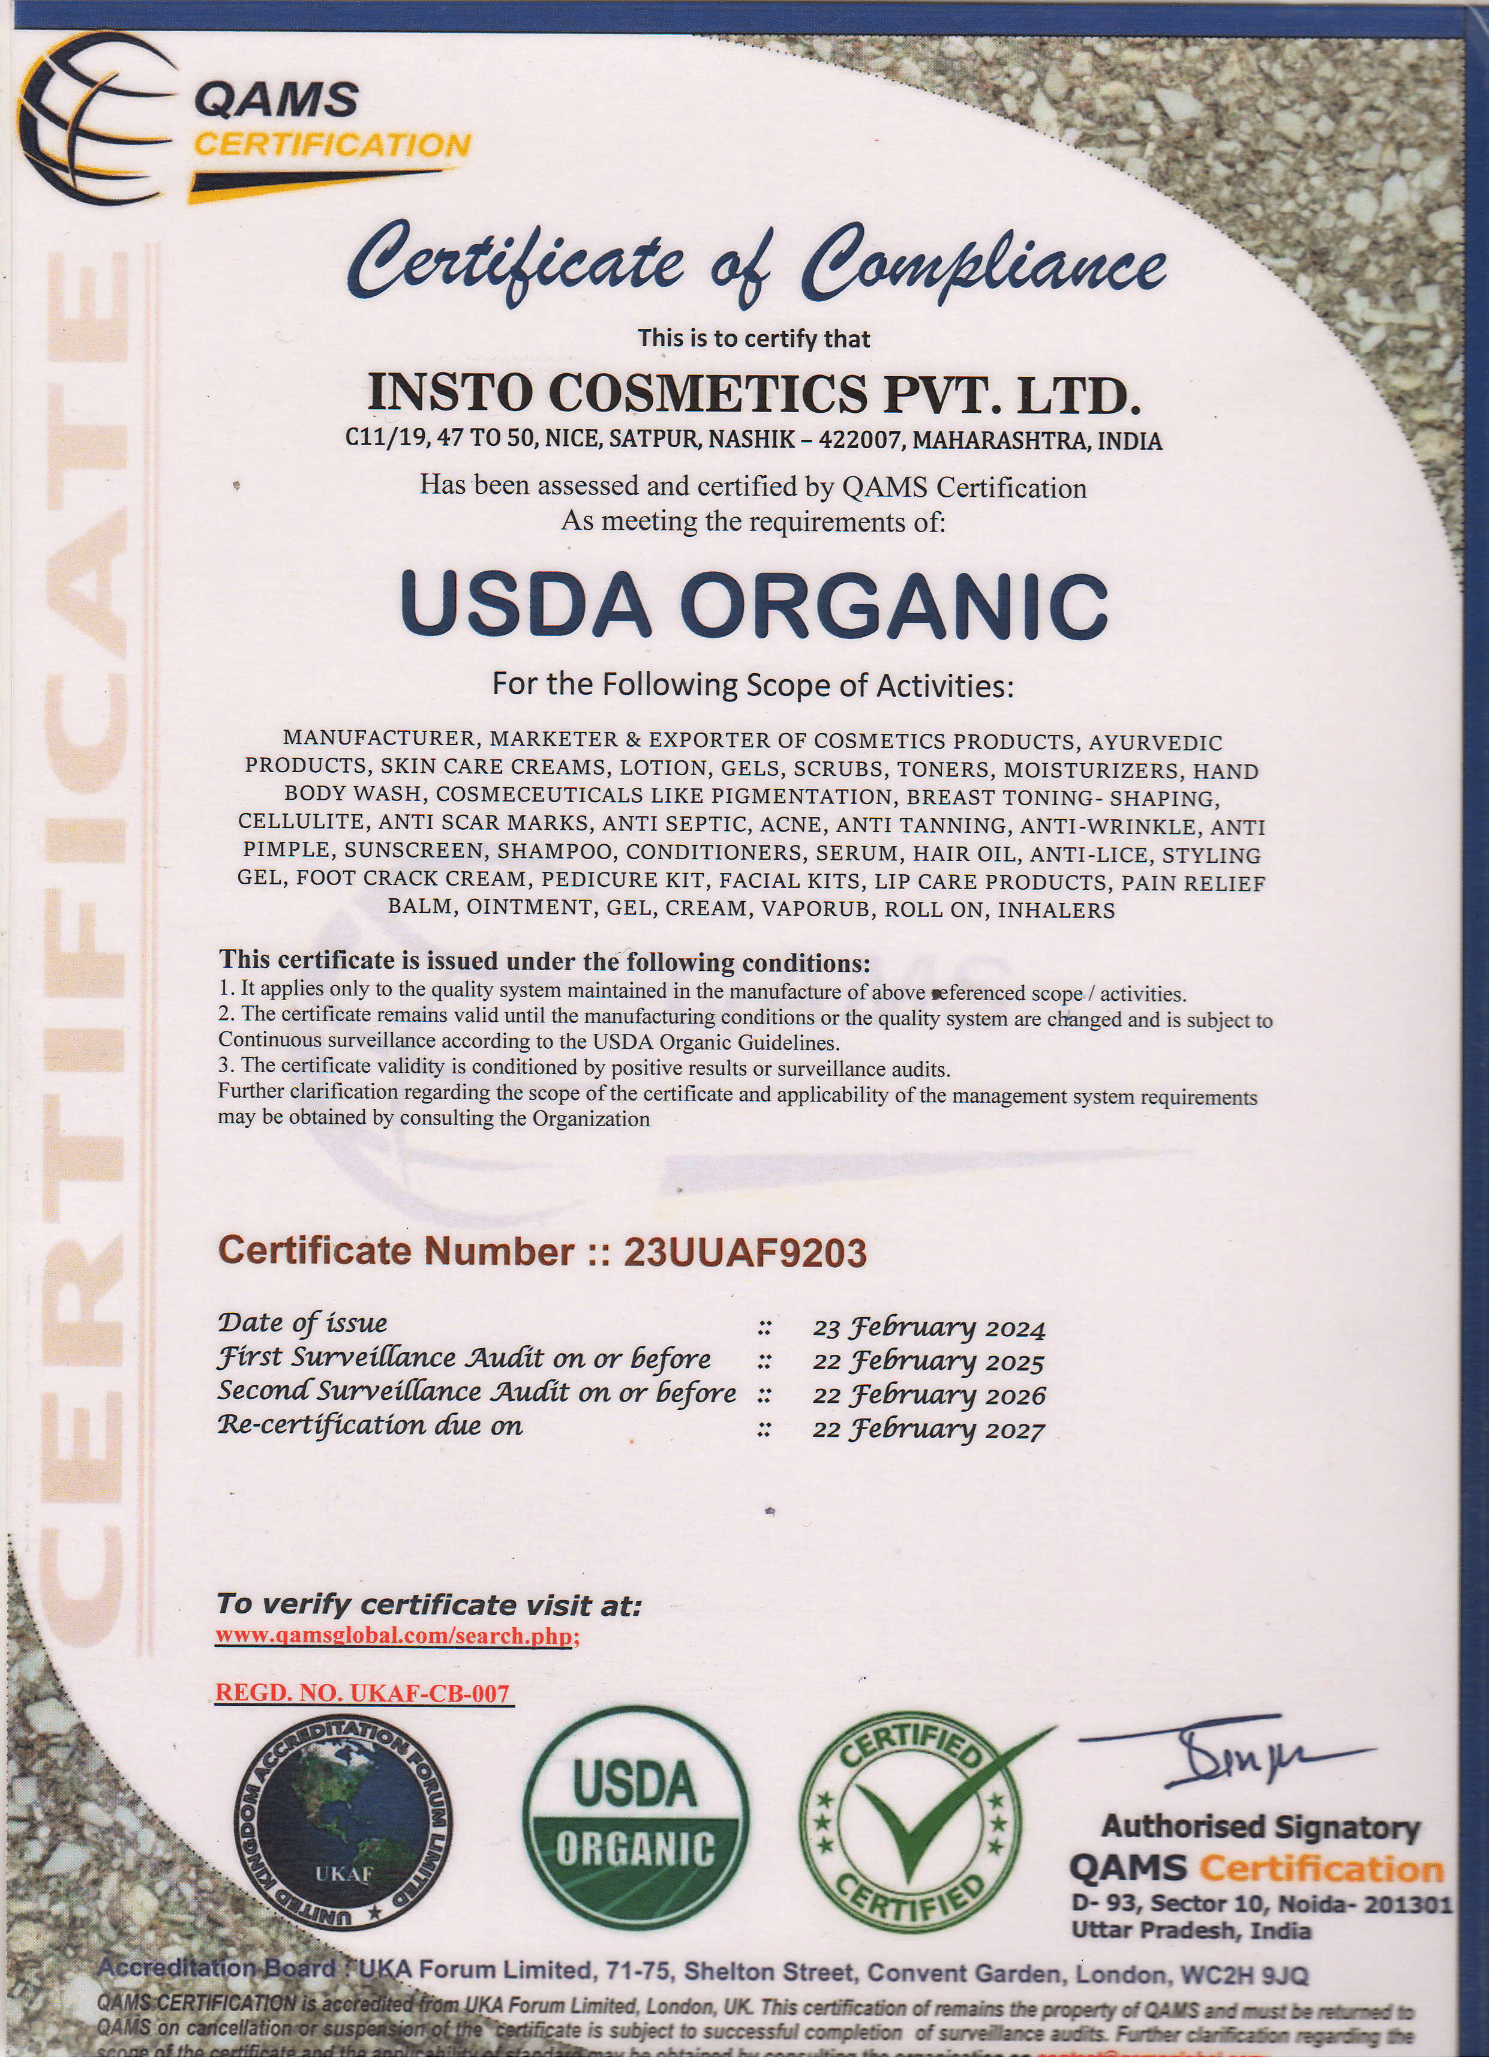 QAMS
CERTIFICATION
CERTIFICATE
Certificate of Compliance
This is to certify that
INSTO COSMETICS PVT. LTD.
C11/19, 47 TO 50, NICE, SATPUR, NASHIK – 422007, MAHARASHTRA, INDIA
Has been assessed and certified by QAMS Certification
As meeting the requirements of:
USDA ORGANIC
For the Following Scope of Activities:
MANUFACTURER, MARKETER & EXPORTER OF COSMETICS PRODUCTS, AYURVEDIC
PRODUCTS, SKIN CARE CREAMS, LOTION, GELS, SCRUBS, TONERS, MOISTURIZERS, HAND
BODY WASH, COSMECEUTICALS LIKE PIGMENTATION, BREAST TONING- SHAPING,
CELLULITE, ANTI SCAR MARKS, ANTI SEPTIC, ACNE, ANTI TANNING, ANTI-WRINKLE, ANTI
PIMPLE, SUNSCREEN, SHAMPOO, CONDITIONERS, SERUM, HAIR OIL, ANTI-LICE, STYLING
GEL, FOOT CRACK CREAM, PEDICURE KIT, FACIAL KITS, LIP CARE PRODUCTS, PAIN RELIEF
BALM, OINTMENT, GEL, CREAM, VAPORUB, ROLL ON, INHALERS
This certificate is issued under the following conditions:
1. It applies only to the quality system maintained in the manufacture of above referenced scope / activities.
2. The certificate remains valid until the manufacturing conditions or the quality system are changed and is subject to
Continuous surveillance according to the USDA Organic Guidelines.
3. The certificate validity is conditioned by positive results or surveillance audits.
Further clarification regarding the scope of the certificate and applicability of the management system requirements
may be obtained by consulting the Organization
Certificate Number :: 23UUAF9203
Date of issue :: 23 February 2024
First Surveillance Audit on or before :: 22 February 2025
Second Surveillance Audit on or before :: 22 February 2026
Re-certification due on :: 22 February 2027
To verify certificate visit at:
www.qamsglobal.com/search.php;
REGD. NO. UKAF-CB-007
UNITED KINGDOM ACCREDITATION FORUM LIMITED
UKAF
USDA
ORGANIC
CERTIFIED
CERTIFIED
Authorised Signatory
QAMS Certification
D- 93, Sector 10, Noida- 201301
Uttar Pradesh, India
Accreditation Board : UKA Forum Limited, 71-75, Shelton Street, Convent Garden, London, WC2H 9JQ
QAMS CERTIFICATION is accredited from UKA Forum Limited, London, UK. This certification of remains the property of QAMS and must be returned to
QAMS on cancellation or suspension of the certificate is subject to successful completion of surveillance audits. Further clarification regarding the
scope of the certificate and the applicability of standard may be obtained by consulting the organisation